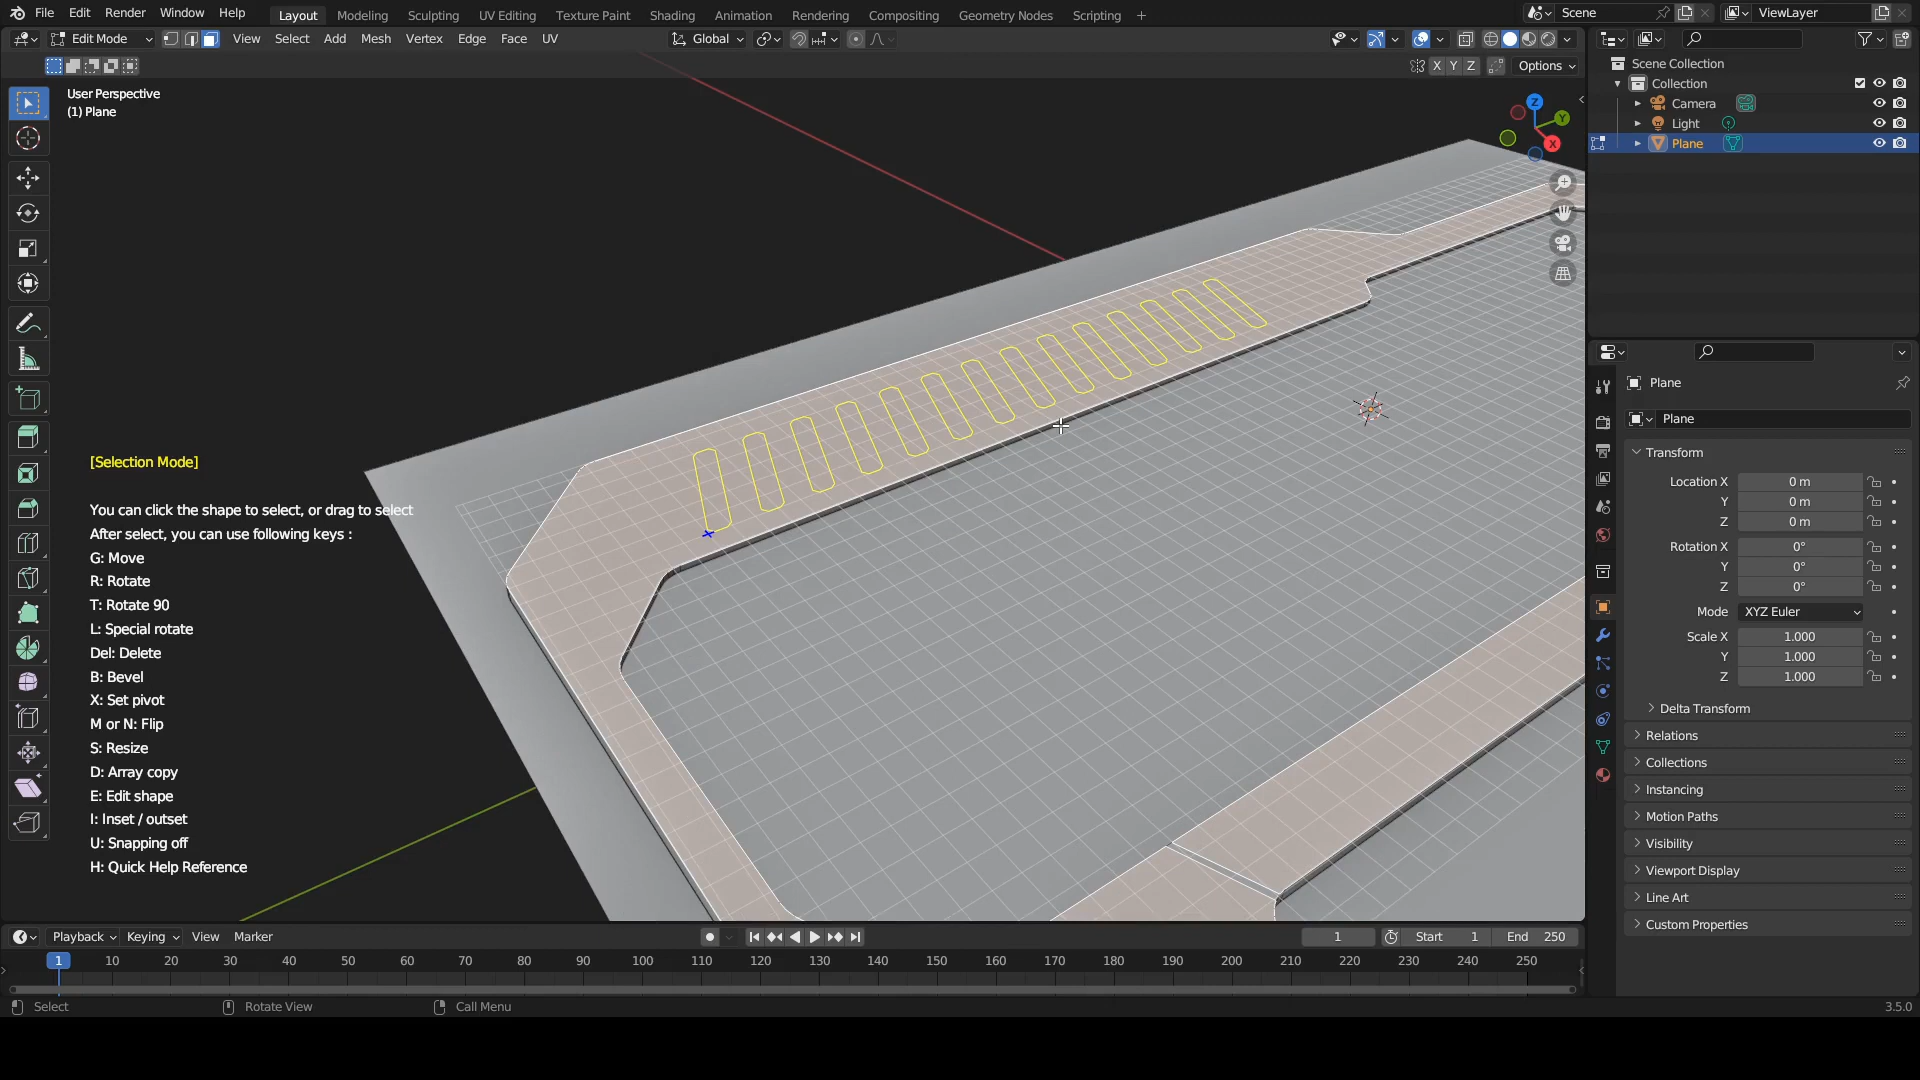 File Edit Render Window Help Layout Modeling Sculpting UV Editing Texture Paint Shading Animation Rendering Compositing Geometry Nodes Scripting + Scene ViewLayer
Edit Mode View Select Add Mesh Vertex Edge Face UV Global
X Y Z Options
User Perspective
(1) Plane
Z
Y
X
[Selection Mode]
You can click the shape to select, or drag to select
After select, you can use following keys :
G: Move
R: Rotate
T: Rotate 90
L: Special rotate
Del: Delete
B: Bevel
X: Set pivot
M or N: Flip
S: Resize
D: Array copy
E: Edit shape
I: Inset / outset
U: Snapping off
H: Quick Help Reference
Scene Collection
Collection
Camera
Light
Plane
Plane
Plane
Transform
Location X 0 m
Y 0 m
Z 0 m
Rotation X 0°
Y 0°
Z 0°
Mode XYZ Euler
Scale X 1.000
Y 1.000
Z 1.000
Delta Transform
Relations
Collections
Instancing
Motion Paths
Visibility
Viewport Display
Line Art
Custom Properties
Playback Keying View Marker 1 Start 1 End 250
1 10 20 30 40 50 60 70 80 90 100 110 120 130 140 150 160 170 180 190 200 210 220 230 240 250
Select Rotate View Call Menu 3.5.0